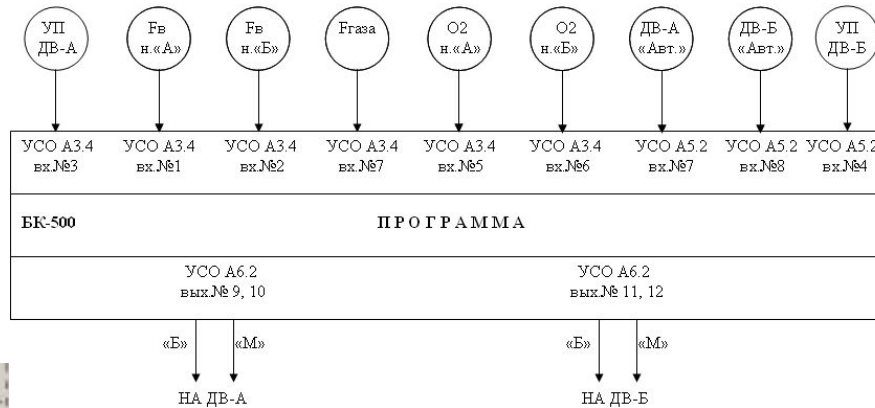 УП ДВ-А
Fв н.«А»
Fв н.«Б»
Fгаза
О2 н.«А»
О2 н.«Б»
ДВ-А «Авт.»
ДВ-Б «Авт.»
УП ДВ-Б
УСО А3.4 вх.№3
УСО А3.4 вх.№1
УСО А3.4 вх.№2
УСО А3.4 вх.№7
УСО А3.4 вх.№5
УСО А3.4 вх.№6
УСО А5.2 вх.№7
УСО А5.2 вх.№8
УСО А5.2 вх.№4
БК-500
П Р О Г Р А М М А
УСО А6.2
вых.№ 9, 10
УСО А6.2
вых.№ 11, 12
«Б» «М»
«Б» «М»
НА ДВ-А
НА ДВ-Б